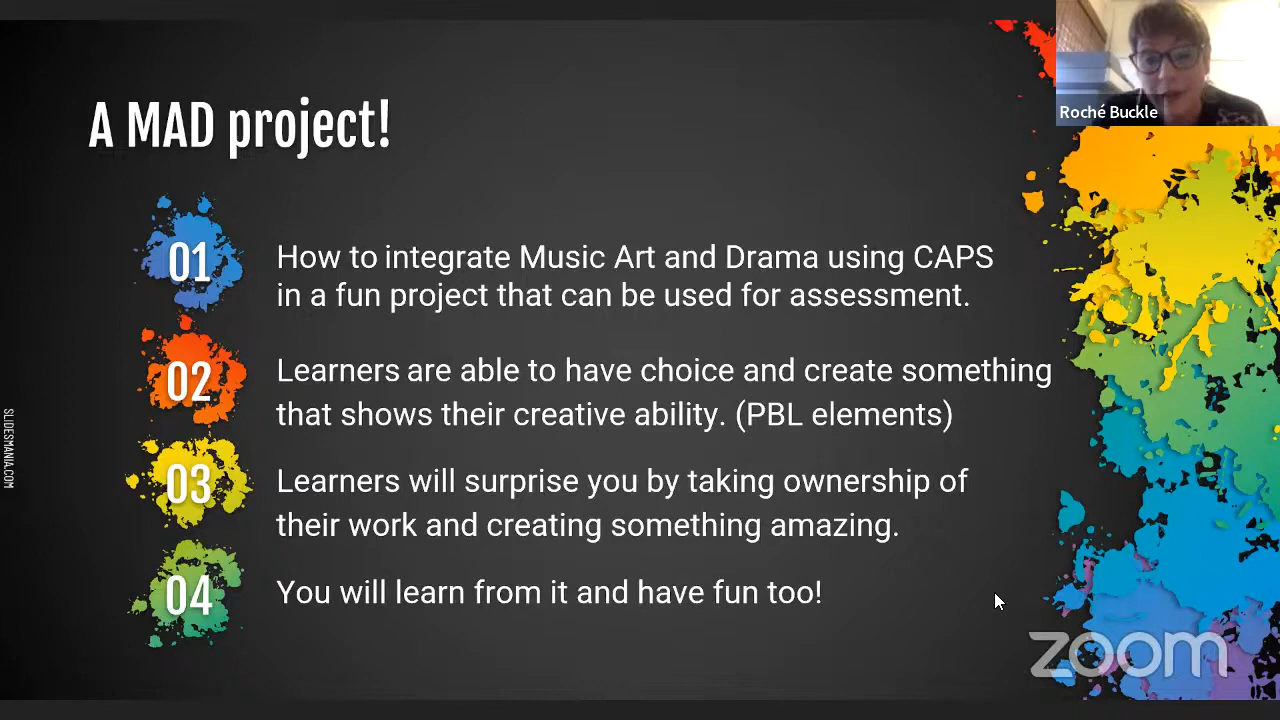 Roché Buckle
A MAD project!
01
How to integrate Music Art and Drama using CAPS
in a fun project that can be used for assessment.
02
Learners are able to have choice and create something
that shows their creative ability. (PBL elements)
03
Learners will surprise you by taking ownership of
their work and creating something amazing.
04
You will learn from it and have fun too!
SLIDESMANIA.COM
zoom